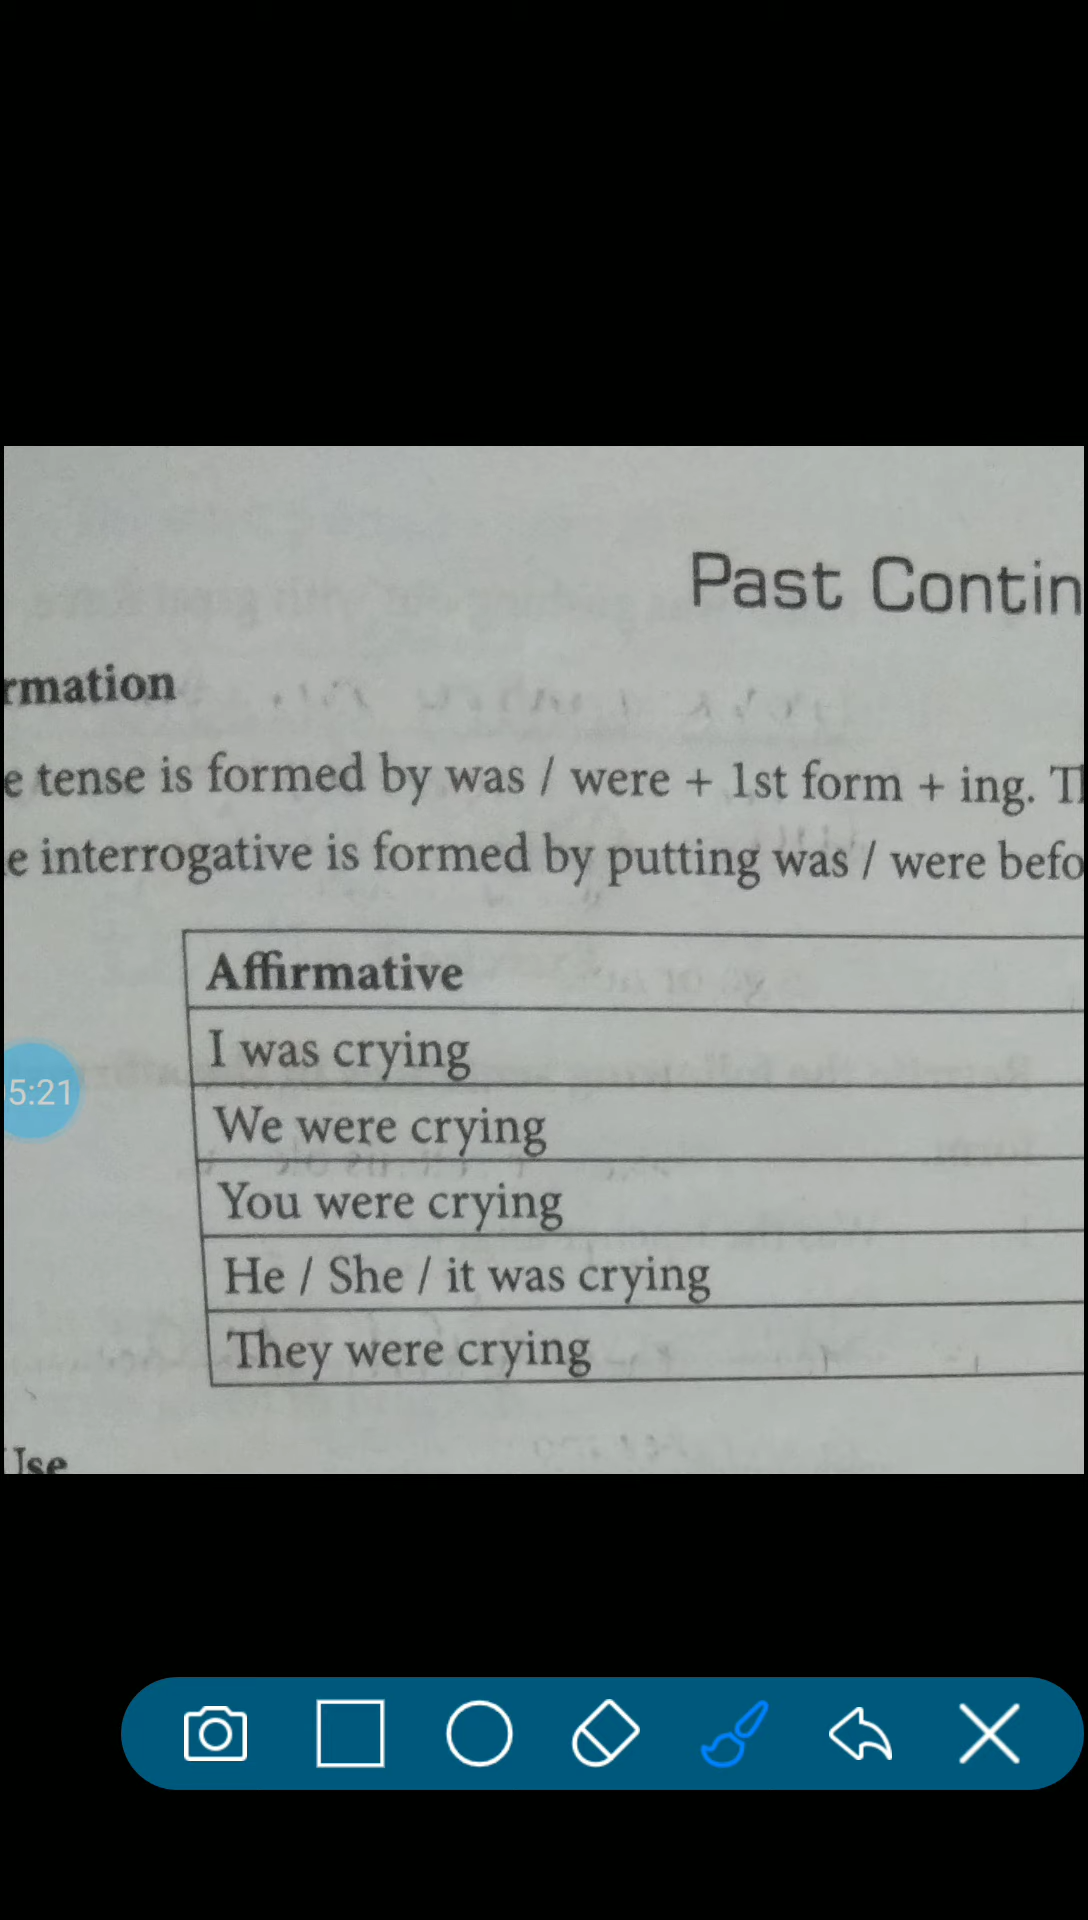 Past Contin
rmation
e tense is formed by was / were + 1st form + ing. Th
e interrogative is formed by putting was / were befo
Affirmative
I was crying
We were crying
5:21
You were crying
He / She / it was crying
They were crying
Use